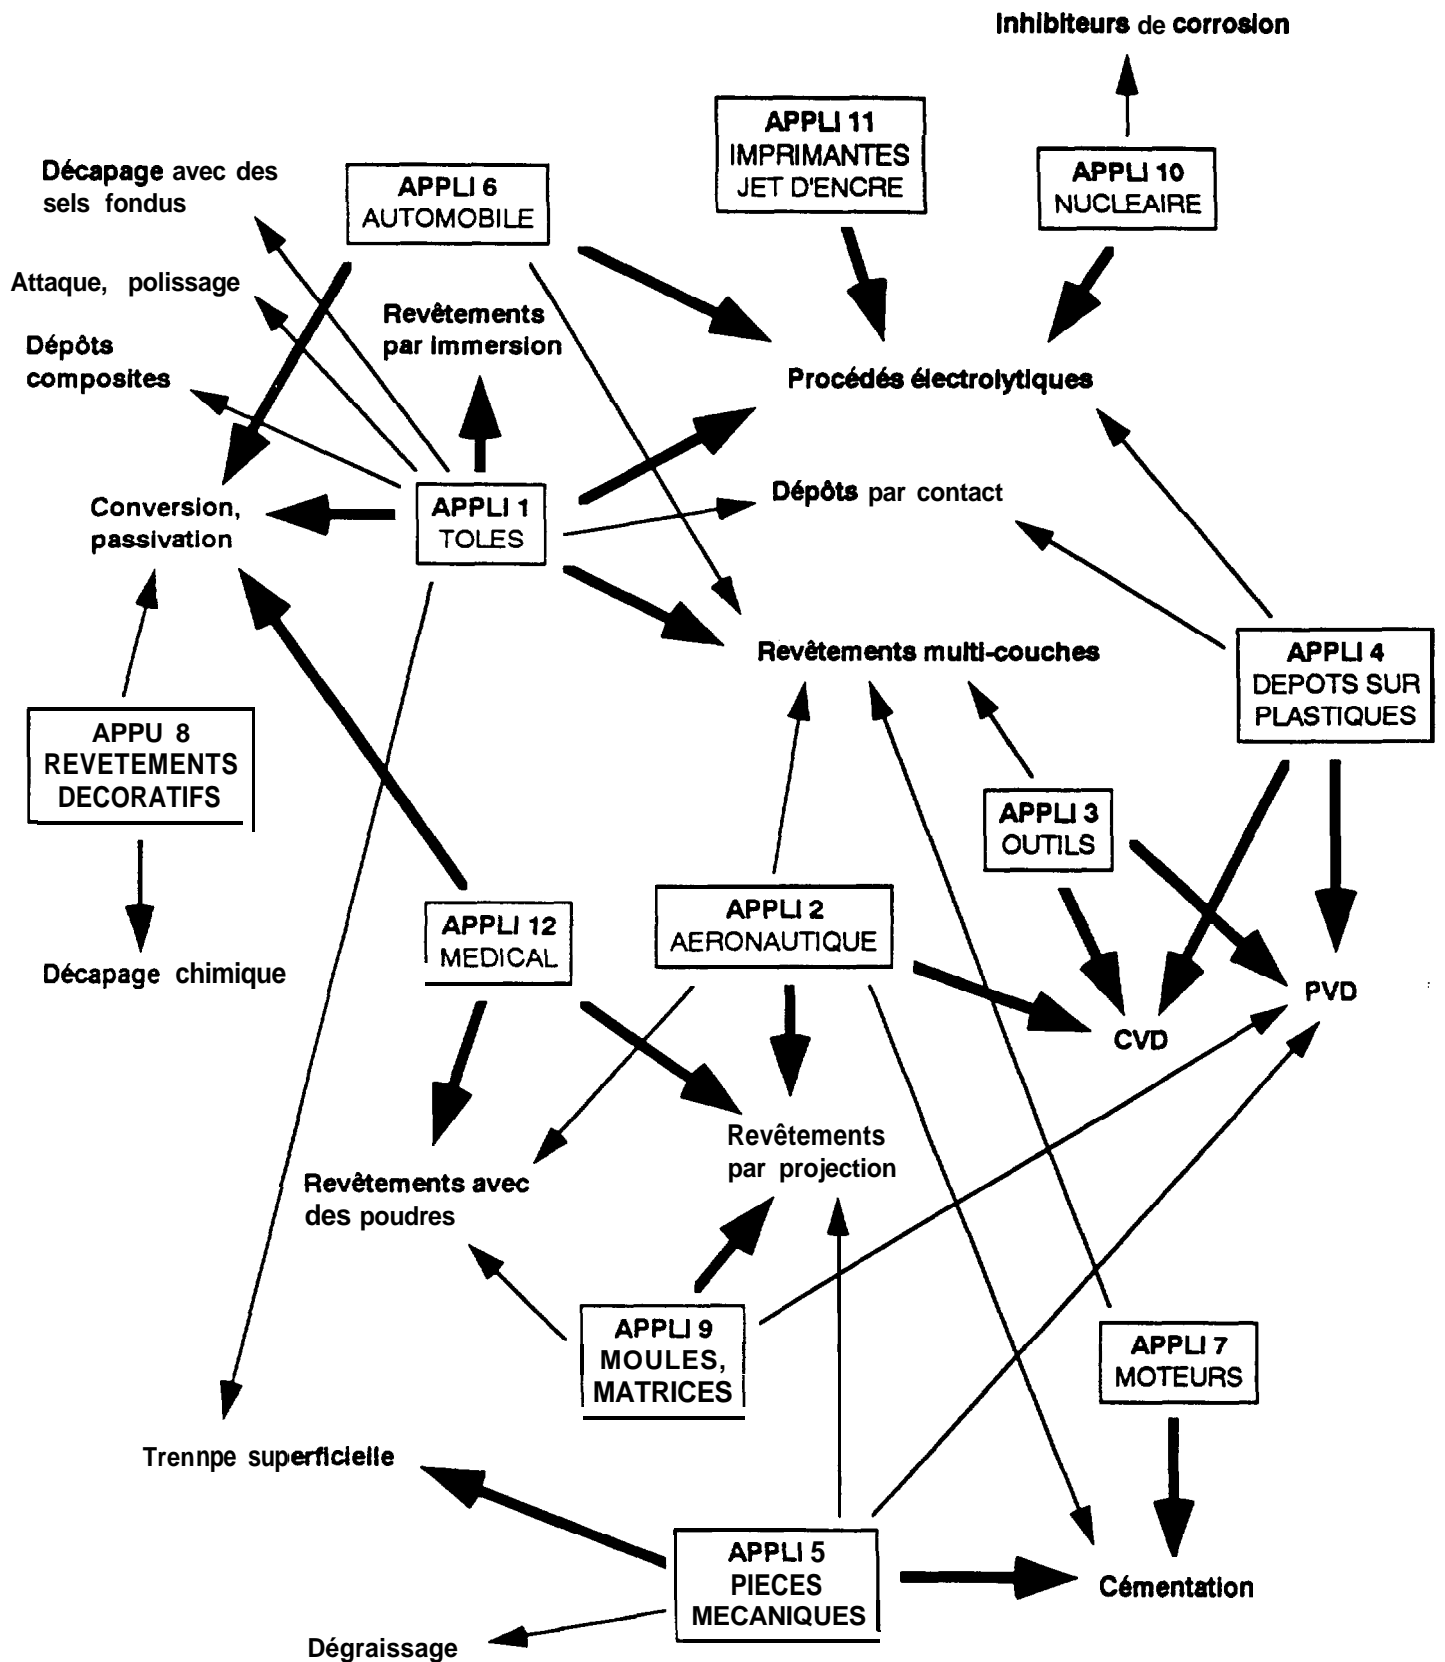 Inhibiteurs de corrosion
APPLI 11
IMPRIMANTES
JET D'ENCRE
APPLI 10
NUCLEAIRE
Décapage avec des
sels fondus
APPLI 6
AUTOMOBILE
Attaque, polissage
Revêtements
par immersion
Dépôts
composites
Procédés électrolytiques
Conversion,
passivation
APPLI 1
TOLES
Dépôts par contact
Revêtements multi-couches
APPLI 4
DEPOTS SUR
PLASTIQUES
APPU 8
REVETEMENTS
DECORATIFS
APPLI 3
OUTILS
APPLI 12
MEDICAL
APPLI 2
AERONAUTIQUE
Décapage chimique
PVD
CVD
Revêtements
par projection
Revêtements avec
des poudres
APPLI 9
MOULES,
MATRICES
APPLI 7
MOTEURS
Trennpe superficielle
APPLI 5
PIECES
MECANIQUES
Cémentation
Dégraissage